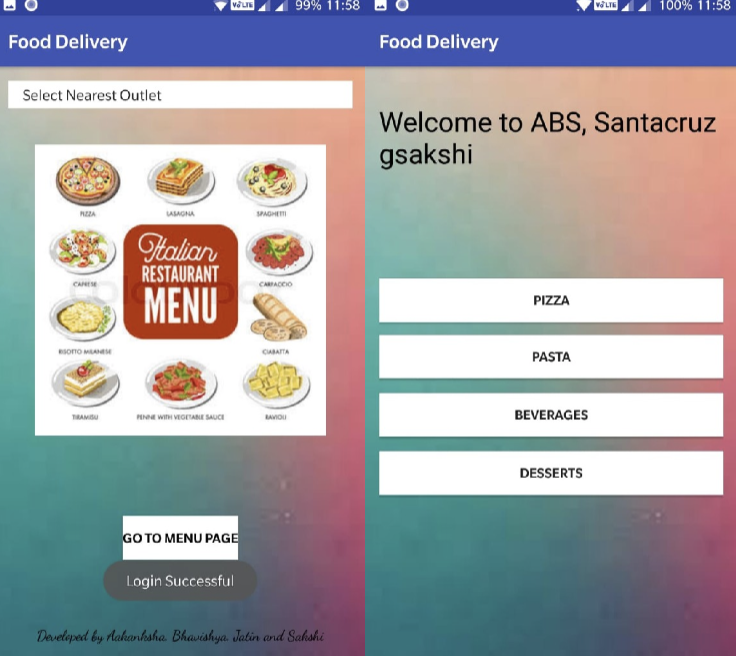 VoLTE 99% 11:58
Food Delivery
Select Nearest Outlet
PIZZA
LASAGNA
SPAGHETTI
CAPRESE
Italian
RESTAURANT
MENU
CARPACCIO
RISOTTO MILANESE
CIABATTA
TIRAMISU
PENNE WITH VEGETABLE SAUCE
RAVIOLI
GO TO MENU PAGE
Login Successful
Developed by Aakanksha, Bhavishya, Jatin and Sakshi
VoLTE 100% 11:58
Food Delivery
Welcome to ABS, Santacruz
gsakshi
PIZZA
PASTA
BEVERAGES
DESSERTS